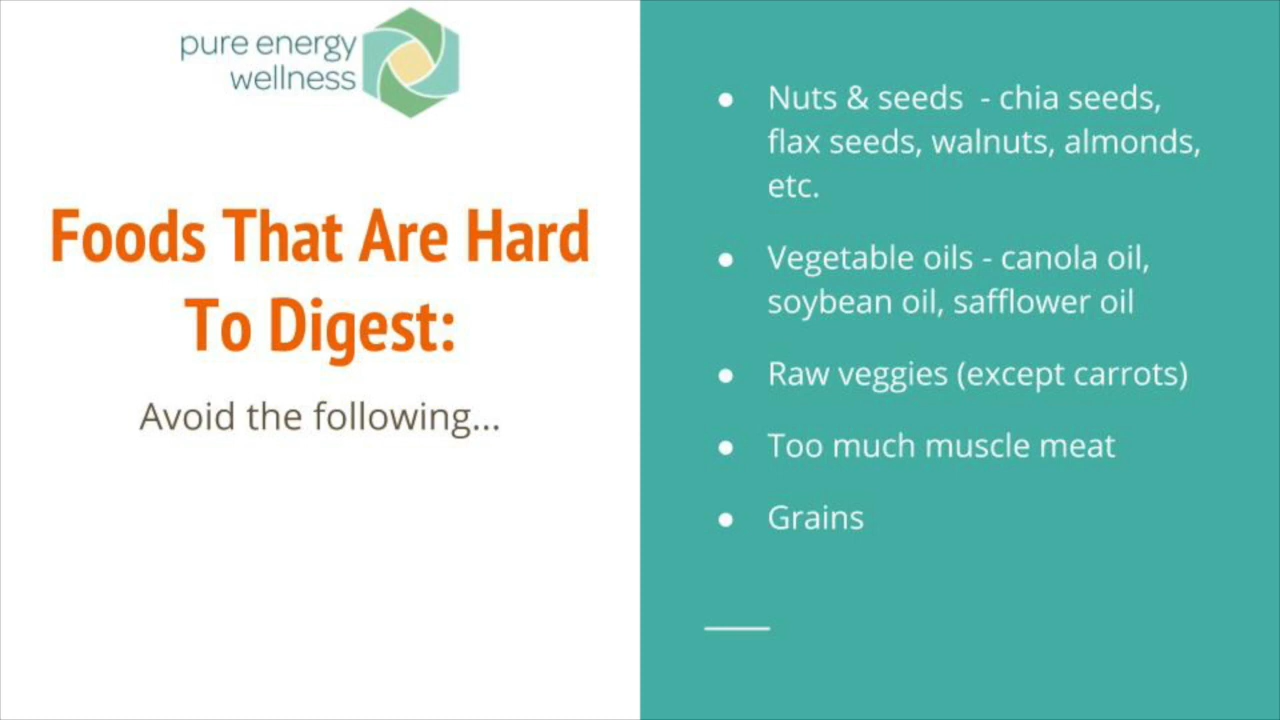 pure energy
wellness
Foods That Are Hard
To Digest:
Avoid the following...
● Nuts & seeds - chia seeds,
flax seeds, walnuts, almonds,
etc.
● Vegetable oils - canola oil,
soybean oil, safflower oil
● Raw veggies (except carrots)
● Too much muscle meat
● Grains